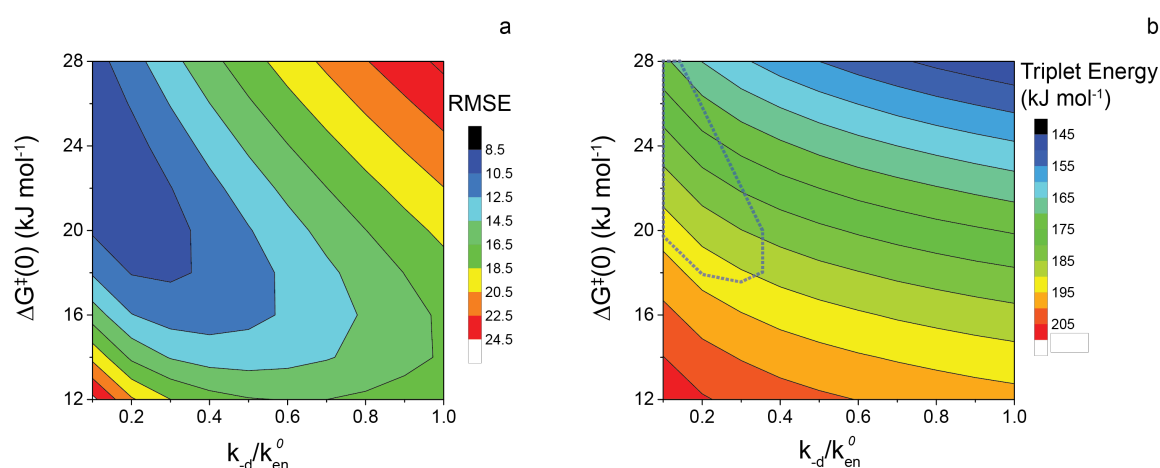 a
28
24
20
16
12
ΔG‡(0) (kJ mol-1)
0.2 0.4 0.6 0.8 1.0
k-d/k0en
RMSE
8.5
10.5
12.5
14.5
16.5
18.5
20.5
22.5
24.5
b
28
24
20
16
12
ΔG‡(0) (kJ mol-1)
0.2 0.4 0.6 0.8 1.0
k-d/k0en
Triplet Energy
(kJ mol-1)
145
155
165
175
185
195
205